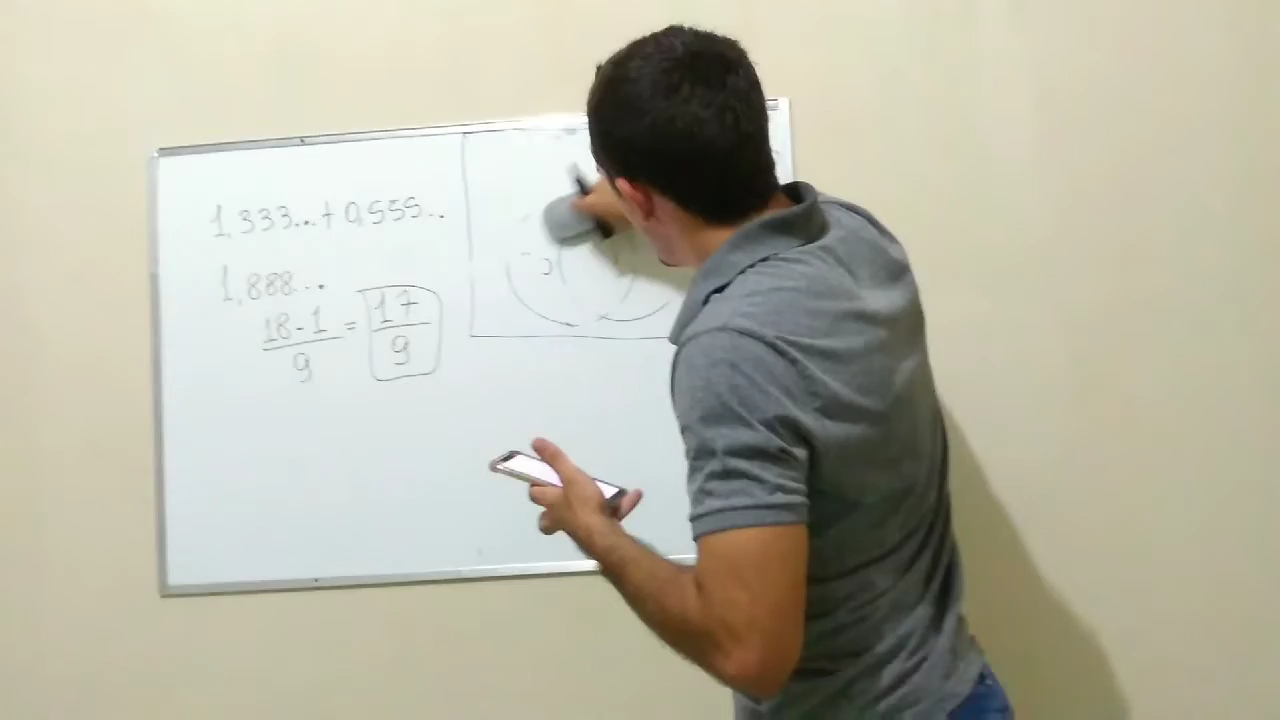 1,333... + 0,555..
1,888...
18-1 = 17
9 9